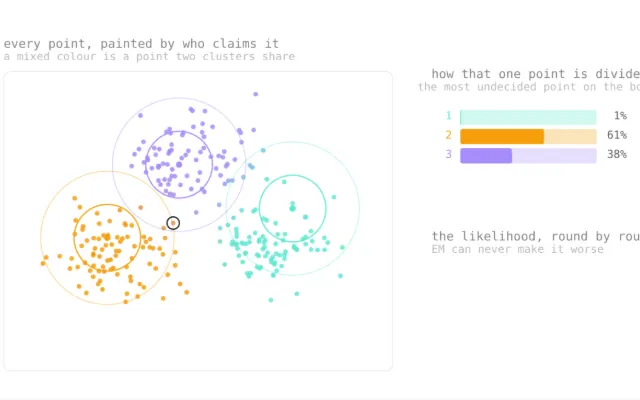 every point, painted by who claims it
a mixed colour is a point two clusters share
how that one point is divide
the most undecided point on the bo
1 1%
2 61%
3 38%
the likelihood, round by rou
EM can never make it worse